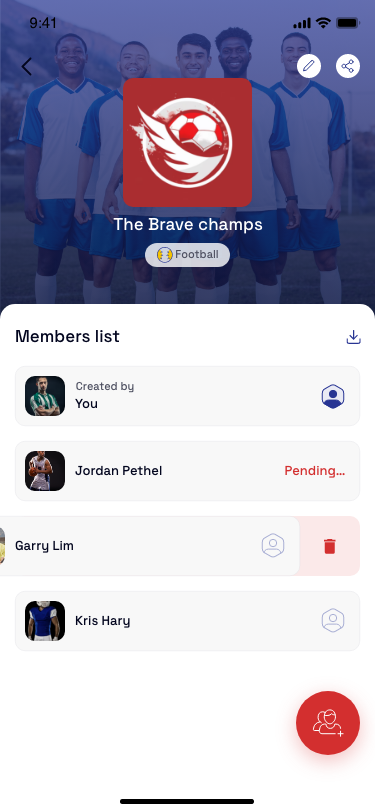 9:41
The Brave champs
Football
Members list
Created by
You
Jordan Pethel
Pending...
Garry Lim
Kris Hary